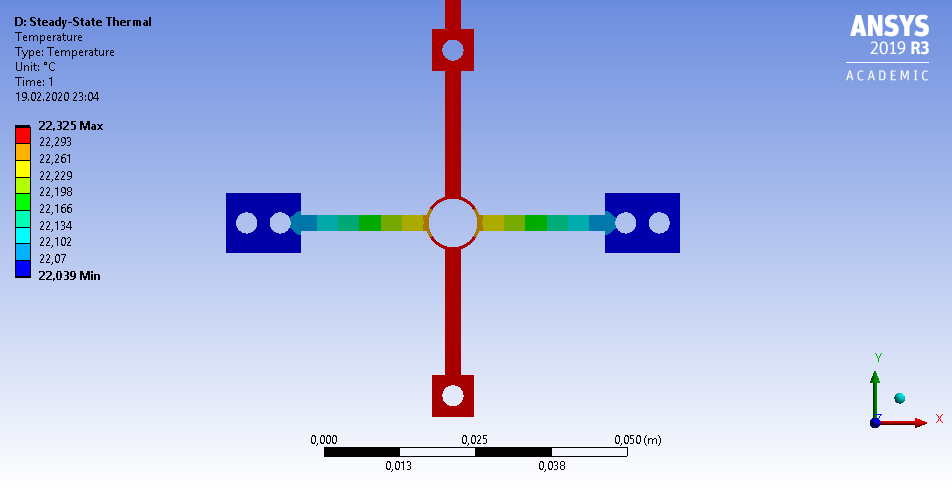 D: Steady-State Thermal
Temperature
Type: Temperature
Unit: °C
Time: 1
19.02.2020 23:04
22,325 Max
22,293
22,261
22,229
22,198
22,166
22,134
22,102
22,07
22,039 Min
ANSYS
2019 R3
ACADEMIC
Y
X
Z
0,000
0,025
0,050 (m)
0,013
0,038